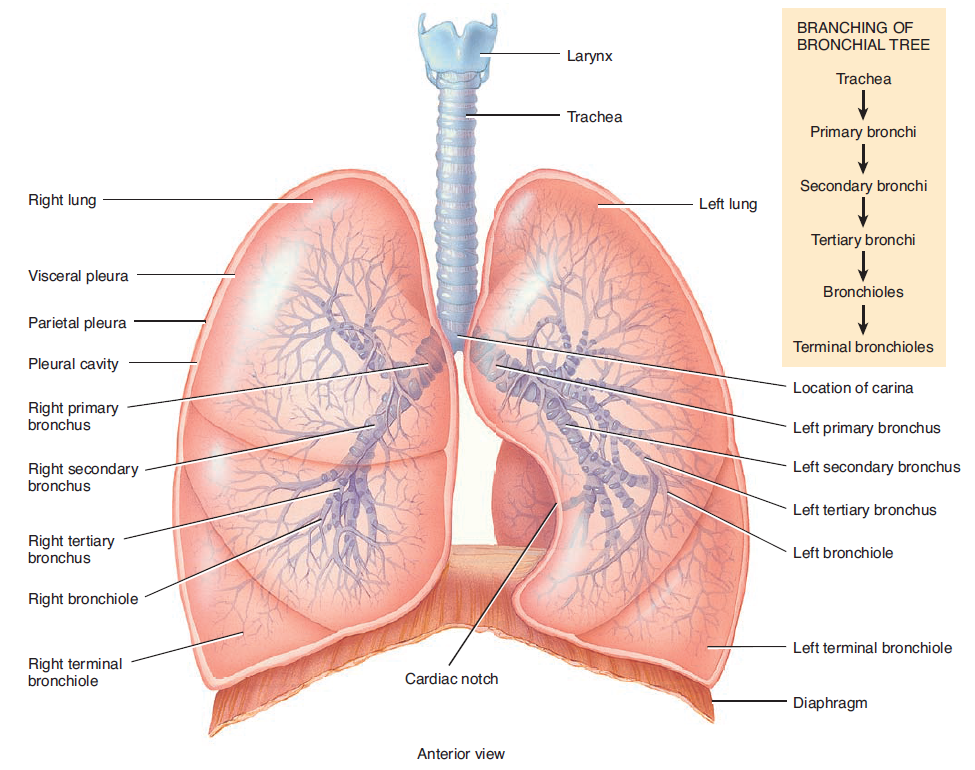 BRANCHING OF
BRONCHIAL TREE
Trachea
Primary bronchi
Secondary bronchi
Tertiary bronchi
Bronchioles
Terminal bronchioles
Larynx
Trachea
Right lung
Visceral pleura
Parietal pleura
Pleural cavity
Right primary
bronchus
Right secondary
bronchus
Right tertiary
bronchus
Right bronchiole
Right terminal
bronchiole
Left lung
Location of carina
Left primary bronchus
Left secondary bronchus
Left tertiary bronchus
Left bronchiole
Left terminal bronchiole
Diaphragm
Cardiac notch
Anterior view